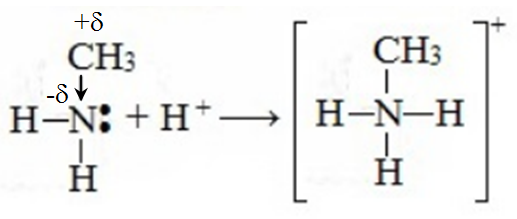 +δ
CH3 CH3
-δ
H–N: + H+ ⟶ [H–N–H]+
H H